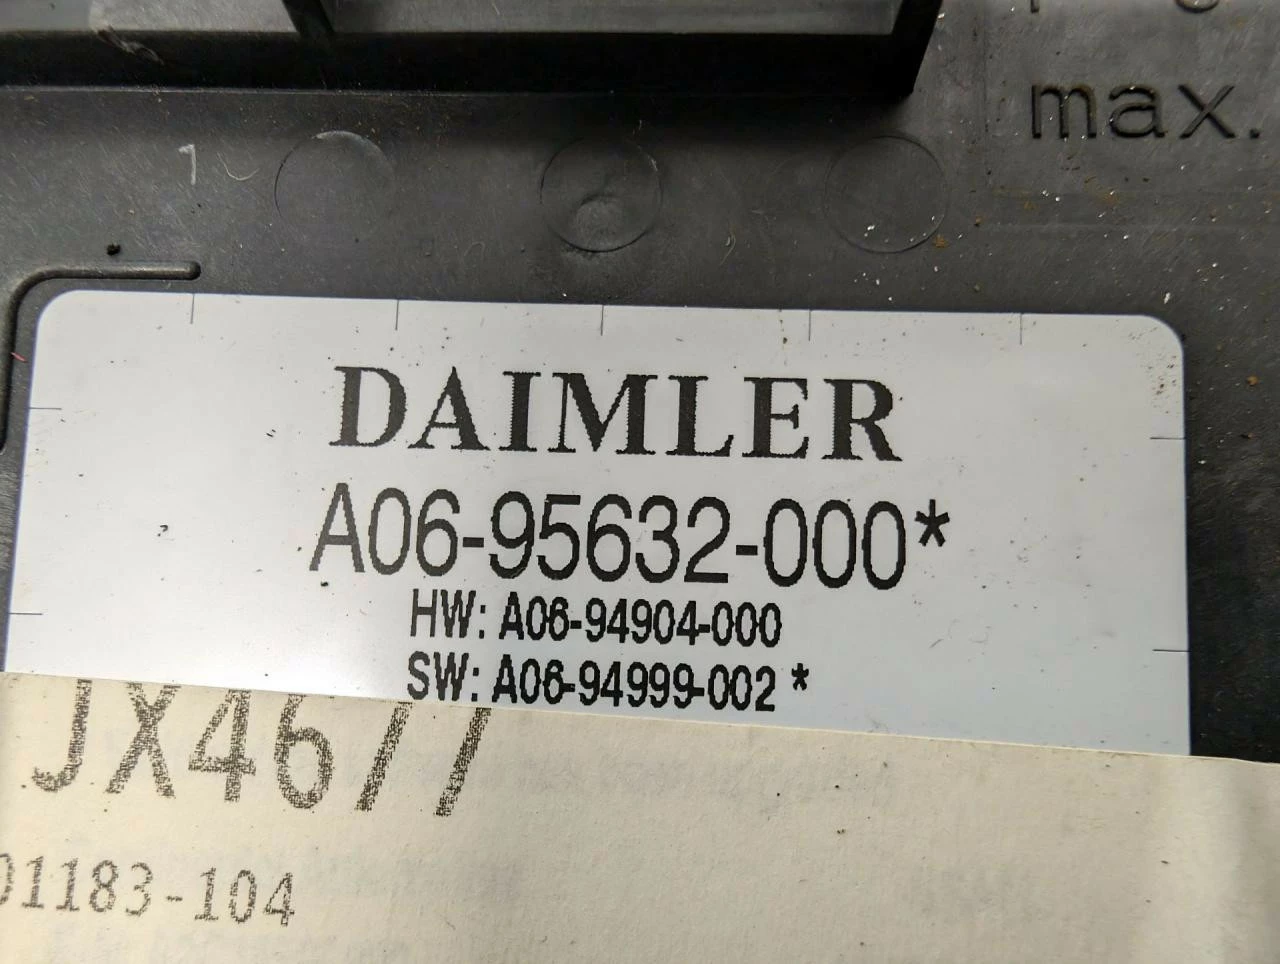 max.
DAIMLER
A06-95632-000*
HW: A06-94904-000
SW: A06-94999-002 *
JX4677
01183-104